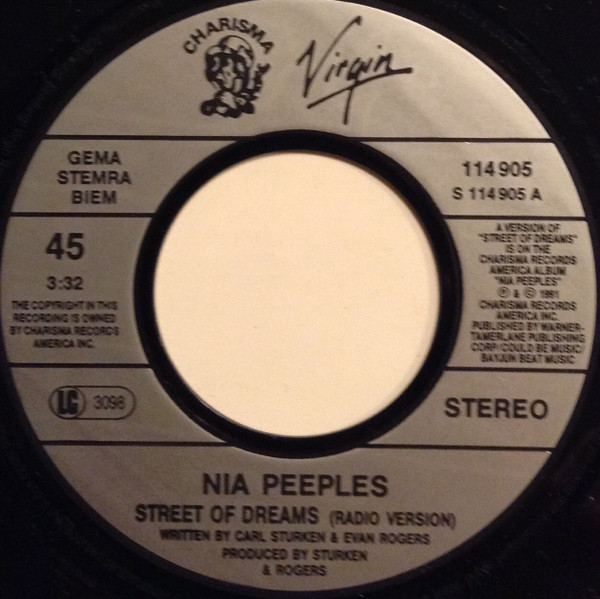 CHARISMA
Virgin
GEMA
STEMRA
BIEM
114 905
S 114 905 A
45
3:32
THE COPYRIGHT IN THIS
RECORDING IS OWNED
BY CHARISMA RECORDS
AMERICA INC.
A VERSION OF
"STREET OF DREAMS"
IS ON THE
CHARISMA RECORDS
AMERICA ALBUM
"NIA PEEPLES"
℗ & © 1991
CHARISMA RECORDS
AMERICA INC.
PUBLISHED BY WARNER-
TAMERLANE PUBLISHING
CORP/COULD BE MUSIC/
BAYJUN BEAT MUSIC
LC 3098
STEREO
NIA PEEPLES
STREET OF DREAMS (RADIO VERSION)
WRITTEN BY CARL STURKEN & EVAN ROGERS
PRODUCED BY STURKEN
& ROGERS